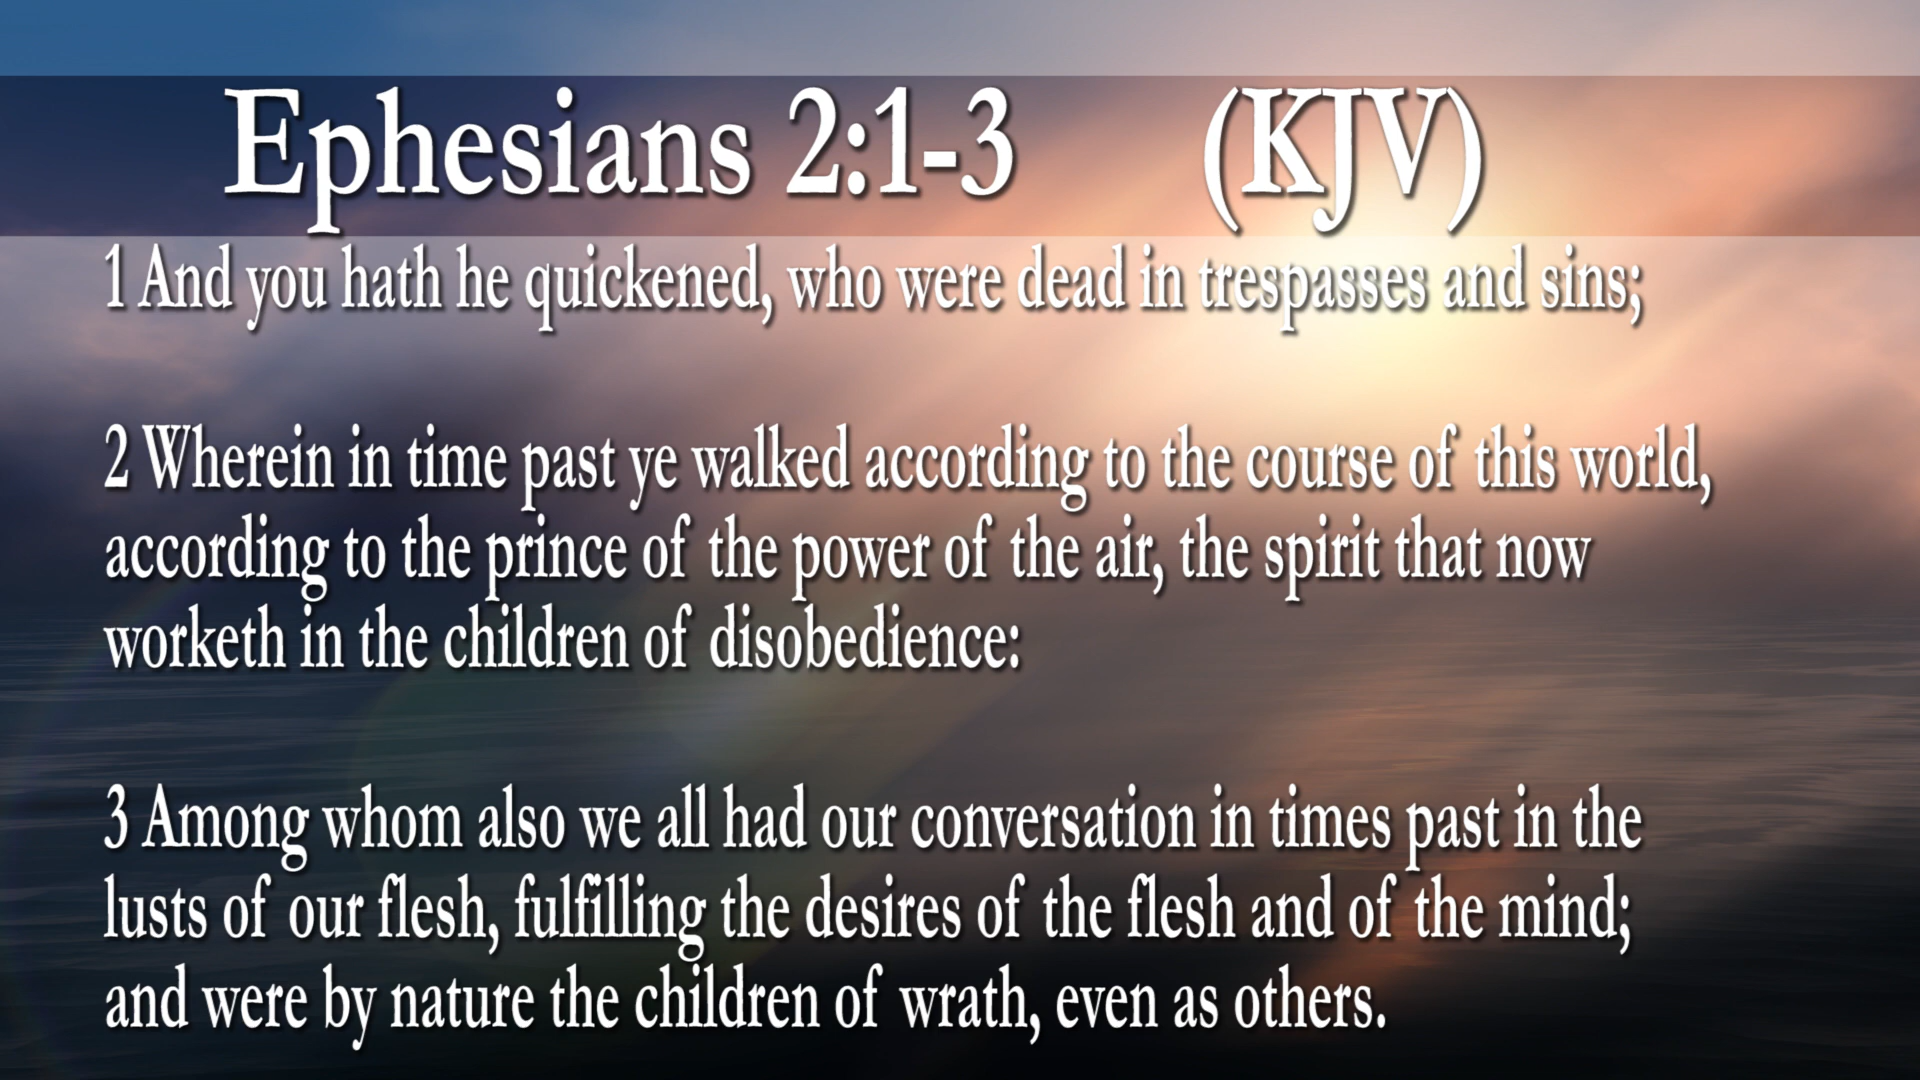 Ephesians 2:1-3 (KJV)
1 And you hath he quickened, who were dead in trespasses and sins;
2 Wherein in time past ye walked according to the course of this world,
according to the prince of the power of the air, the spirit that now
worketh in the children of disobedience:
3 Among whom also we all had our conversation in times past in the
lusts of our flesh, fulfilling the desires of the flesh and of the mind;
and were by nature the children of wrath, even as others.